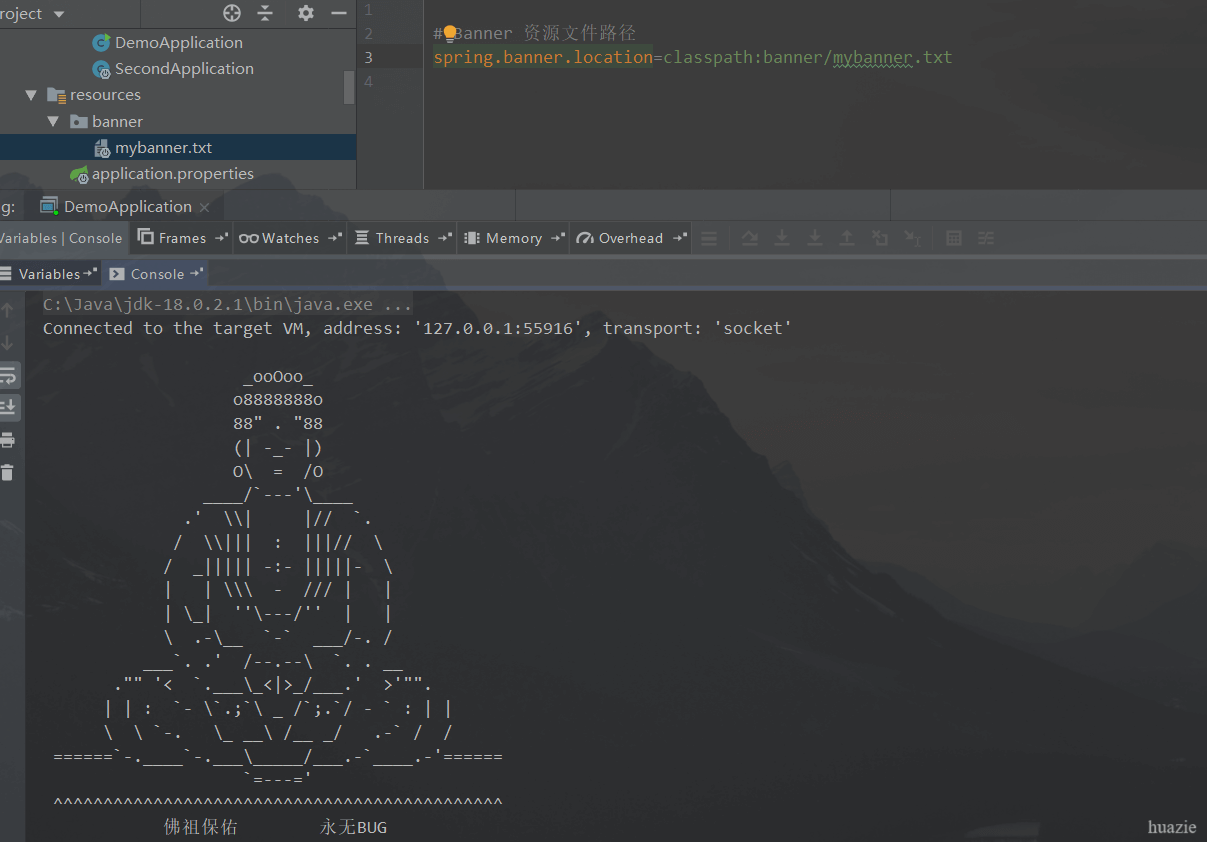 roject
DemoApplication
SecondApplication
resources
banner
mybanner.txt
application.properties
1
2 # Banner 资源文件路径
3 spring.banner.location=classpath:banner/mybanner.txt
4
g: DemoApplication
Variables | Console Frames Watches Threads Memory Overhead
Variables Console
C:\Java\jdk-18.0.2.1\bin\java.exe ...
Connected to the target VM, address: '127.0.0.1:55916', transport: 'socket'
                    _ooOoo_
                   o8888888o
                   88" . "88
                   (| -_- |)
                   O\  =  /O
                ____/`---'\____
              .'  \\|     |//  `.
             /  \\|||  :  |||//  \
            /  _||||| -:- |||||-  \
            |   | \\\  -  /// |   |
            | \_|  ''\---/''  |   |
            \  .-\__  `-`  ___/-. /
          ___`. .'  /--.--\  `. . __
       ."" '<  `.___\_<|>_/___.'  >'"".
      | | :  `- \`.;`\ _ /`;.`/ - ` : | |
      \  \ `-.   \_ __\ /__ _/   .-` /  /
 ======`-.____`-.___\_____/___.-`____.-'======
                    `=---='
 ^^^^^^^^^^^^^^^^^^^^^^^^^^^^^^^^^^^^^^^^^^^^^
            佛祖保佑        永无BUG
huazie